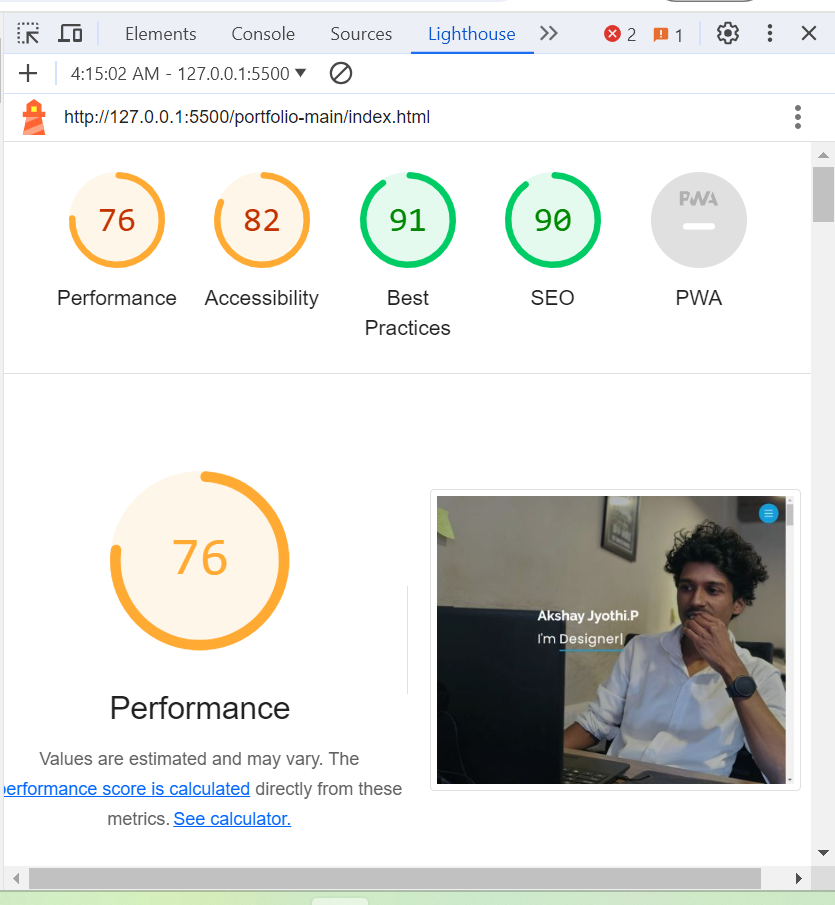 Elements Console Sources Lighthouse 2 1
4:15:02 AM - 127.0.0.1:5500
http://127.0.0.1:5500/portfolio-main/index.html
76 82 91 90 PWA
Performance Accessibility Best Practices SEO PWA
76
Performance
Values are estimated and may vary. The
performance score is calculated directly from these
metrics. See calculator.
Akshay Jyothi.P
I'm Designer|